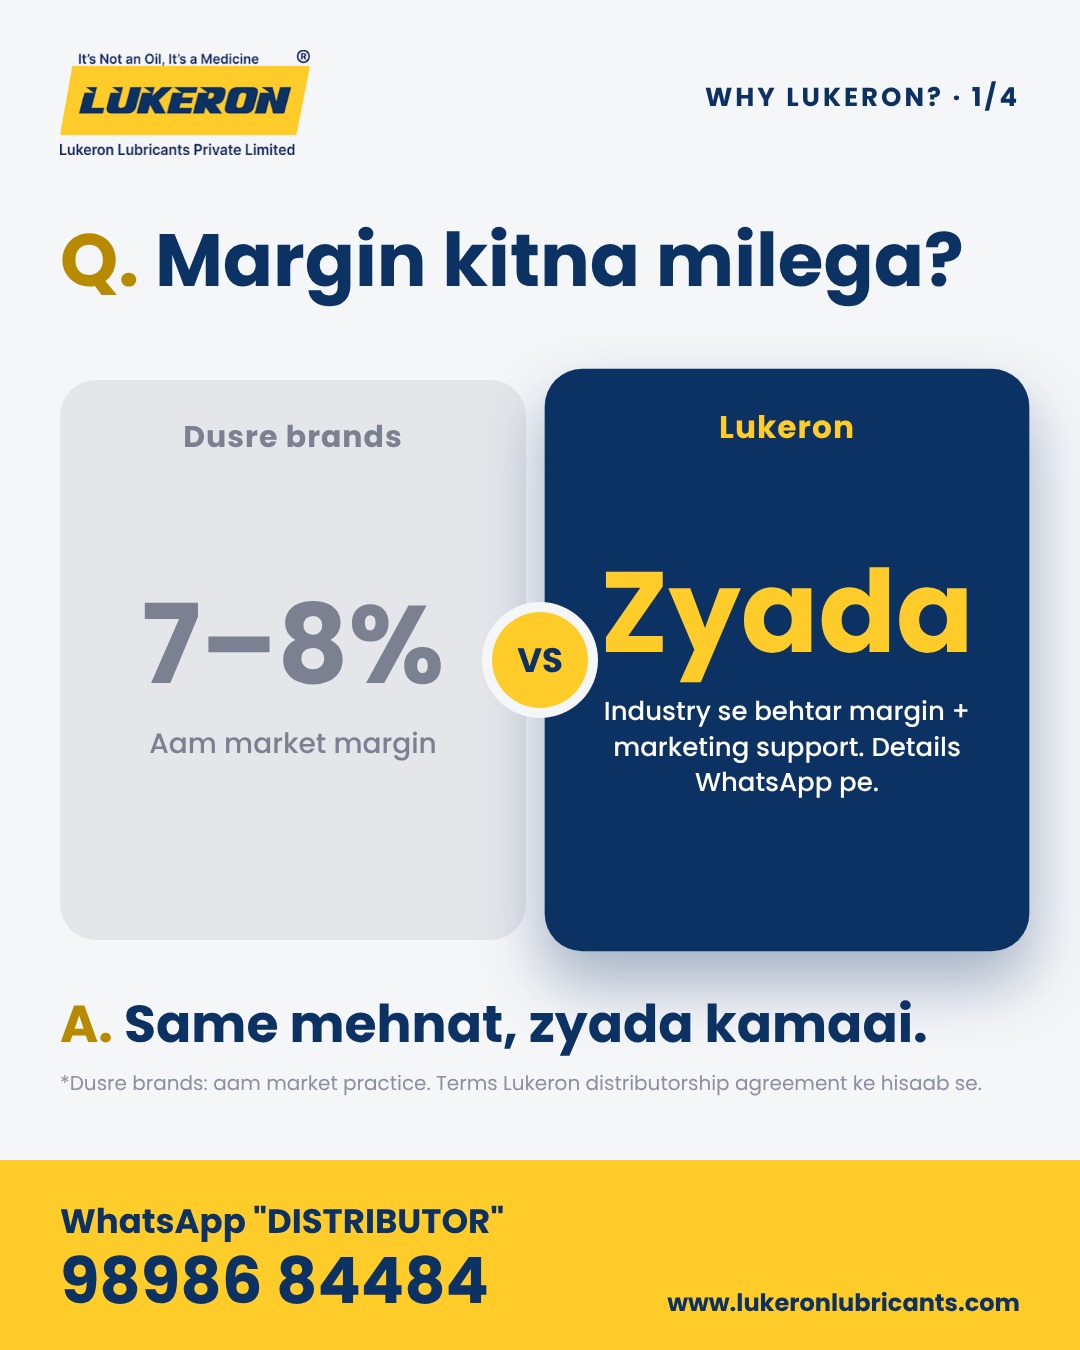 It's Not an Oil, It's a Medicine ®
LUKERON
Lukeron Lubricants Private Limited
WHY LUKERON? · 1/4
Q. Margin kitna milega?
Dusre brands
7–8%
Aam market margin
VS
Lukeron
Zyada
Industry se behtar margin +
marketing support. Details
WhatsApp pe.
A. Same mehnat, zyada kamaai.
*Dusre brands: aam market practice. Terms Lukeron distributorship agreement ke hisaab se.
WhatsApp "DISTRIBUTOR"
98986 84484
www.lukeronlubricants.com